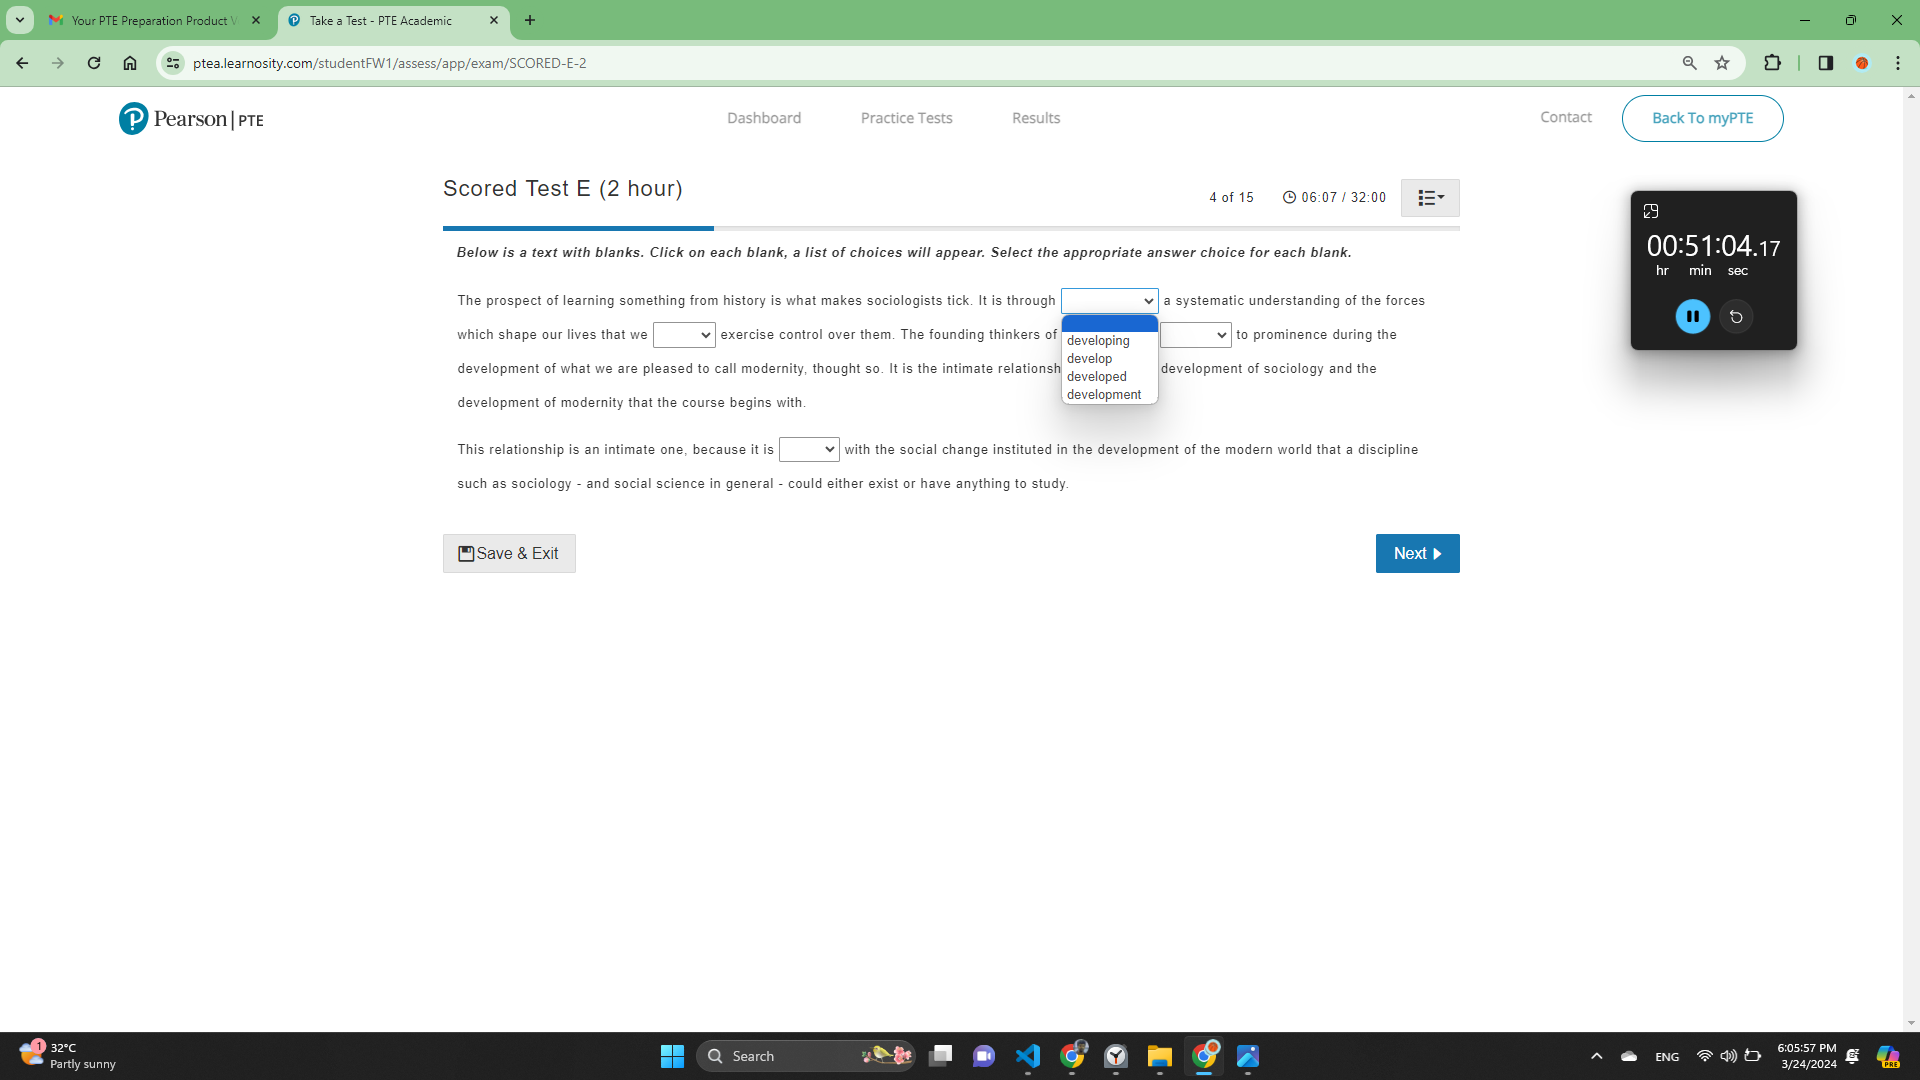 Your PTE Preparation Product V
Take a Test - PTE Academic
ptea.learnosity.com/studentFW1/assess/app/exam/SCORED-E-2
Pearson | PTE
Dashboard
Practice Tests
Results
Contact
Back To myPTE
Scored Test E (2 hour)
4 of 15
06:07 / 32:00
00:51:04.17
hr min sec
Below is a text with blanks. Click on each blank, a list of choices will appear. Select the appropriate answer choice for each blank.
The prospect of learning something from history is what makes sociologists tick. It is through a systematic understanding of the forces
which shape our lives that we exercise control over them. The founding thinkers of to prominence during the
development of what we are pleased to call modernity, thought so. It is the intimate relationsh development of sociology and the
development of modernity that the course begins with.
developing
develop
developed
development
This relationship is an intimate one, because it is with the social change instituted in the development of the modern world that a discipline
such as sociology - and social science in general - could either exist or have anything to study.
Save & Exit
Next
1
32°C
Partly sunny
Search
ENG
6:05:57 PM
3/24/2024
PRE